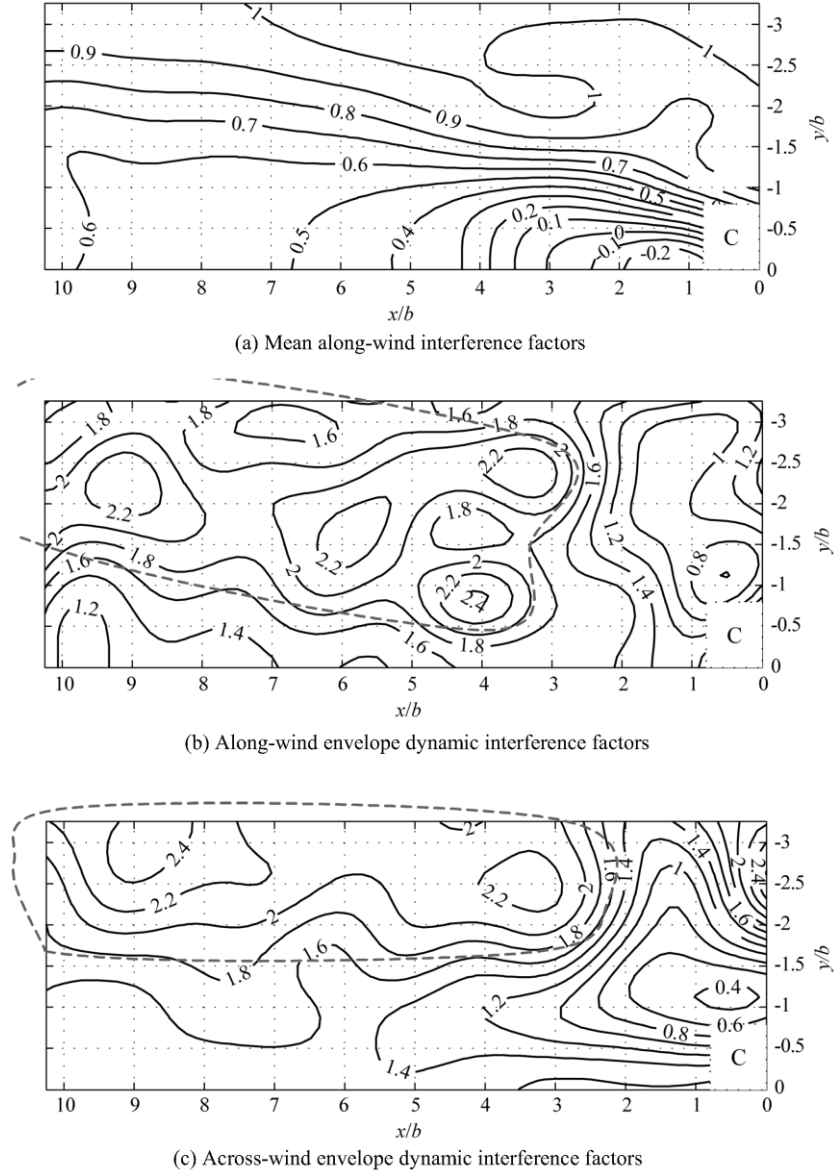 1
0.9
0.8
0.7
0.6
0.6
0.5
0.4
0.2
0.1
0
-0.1
-0.2
0.9
0.7
0.5
1
1
C
-3
-2.5
-2
-1.5
-1
-0.5
0
y/b
10 9 8 7 6 5 4 3 2 1 0
x/b
(a) Mean along-wind interference factors
1.8 1.8 1.6 1.6 1.8
2 2.2 2.2 2 1.6 1 1.2
2 1.8 2.2 1.8 1.2 0.8
1.6 2 2 1.4
1.2 1.4 1.6 2.2 2.4 1.8
C
-3
-2.5
-2
-1.5
-1
-0.5
0
y/b
10 9 8 7 6 5 4 3 2 1 0
x/b
(b) Along-wind envelope dynamic interference factors
2.4 2 1.6 1.4 1 1.4 2 2.4
2.2 2 2.2 2 1.6
1.8 1.6 1.8
1.2 0.4
0.8 0.6
1.4
C
-3
-2.5
-2
-1.5
-1
-0.5
0
y/b
10 9 8 7 6 5 4 3 2 1 0
x/b
(c) Across-wind envelope dynamic interference factors